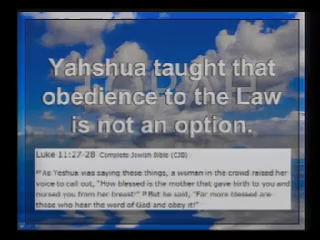 Yahshua taught that
obedience to the Law
is not an option.
Luke 11:27-28 Complete Jewish Bible (CJB)
27 As Yeshua was saying these things, a woman in the crowd raised her
voice to call out, "How blessed is the mother that gave birth to you and
nursed you from her breast!" 28 But he said, "Far more blessed are
those who hear the word of God and obey it!"